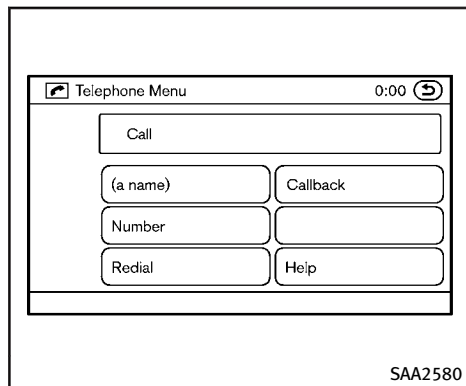 Telephone Menu 0:00
Call
(a name) Callback
Number
Redial Help
SAA2580